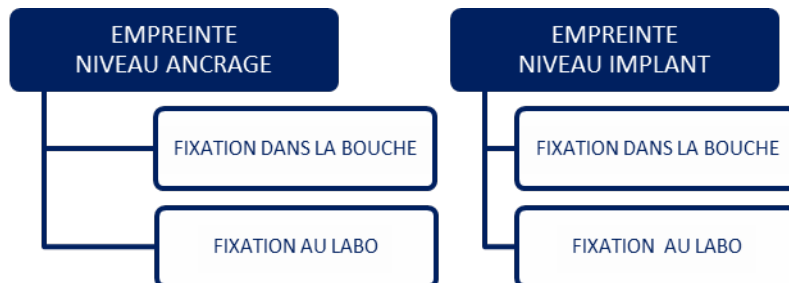 EMPREINTE
NIVEAU ANCRAGE
FIXATION DANS LA BOUCHE
FIXATION AU LABO
EMPREINTE
NIVEAU IMPLANT
FIXATION DANS LA BOUCHE
FIXATION AU LABO